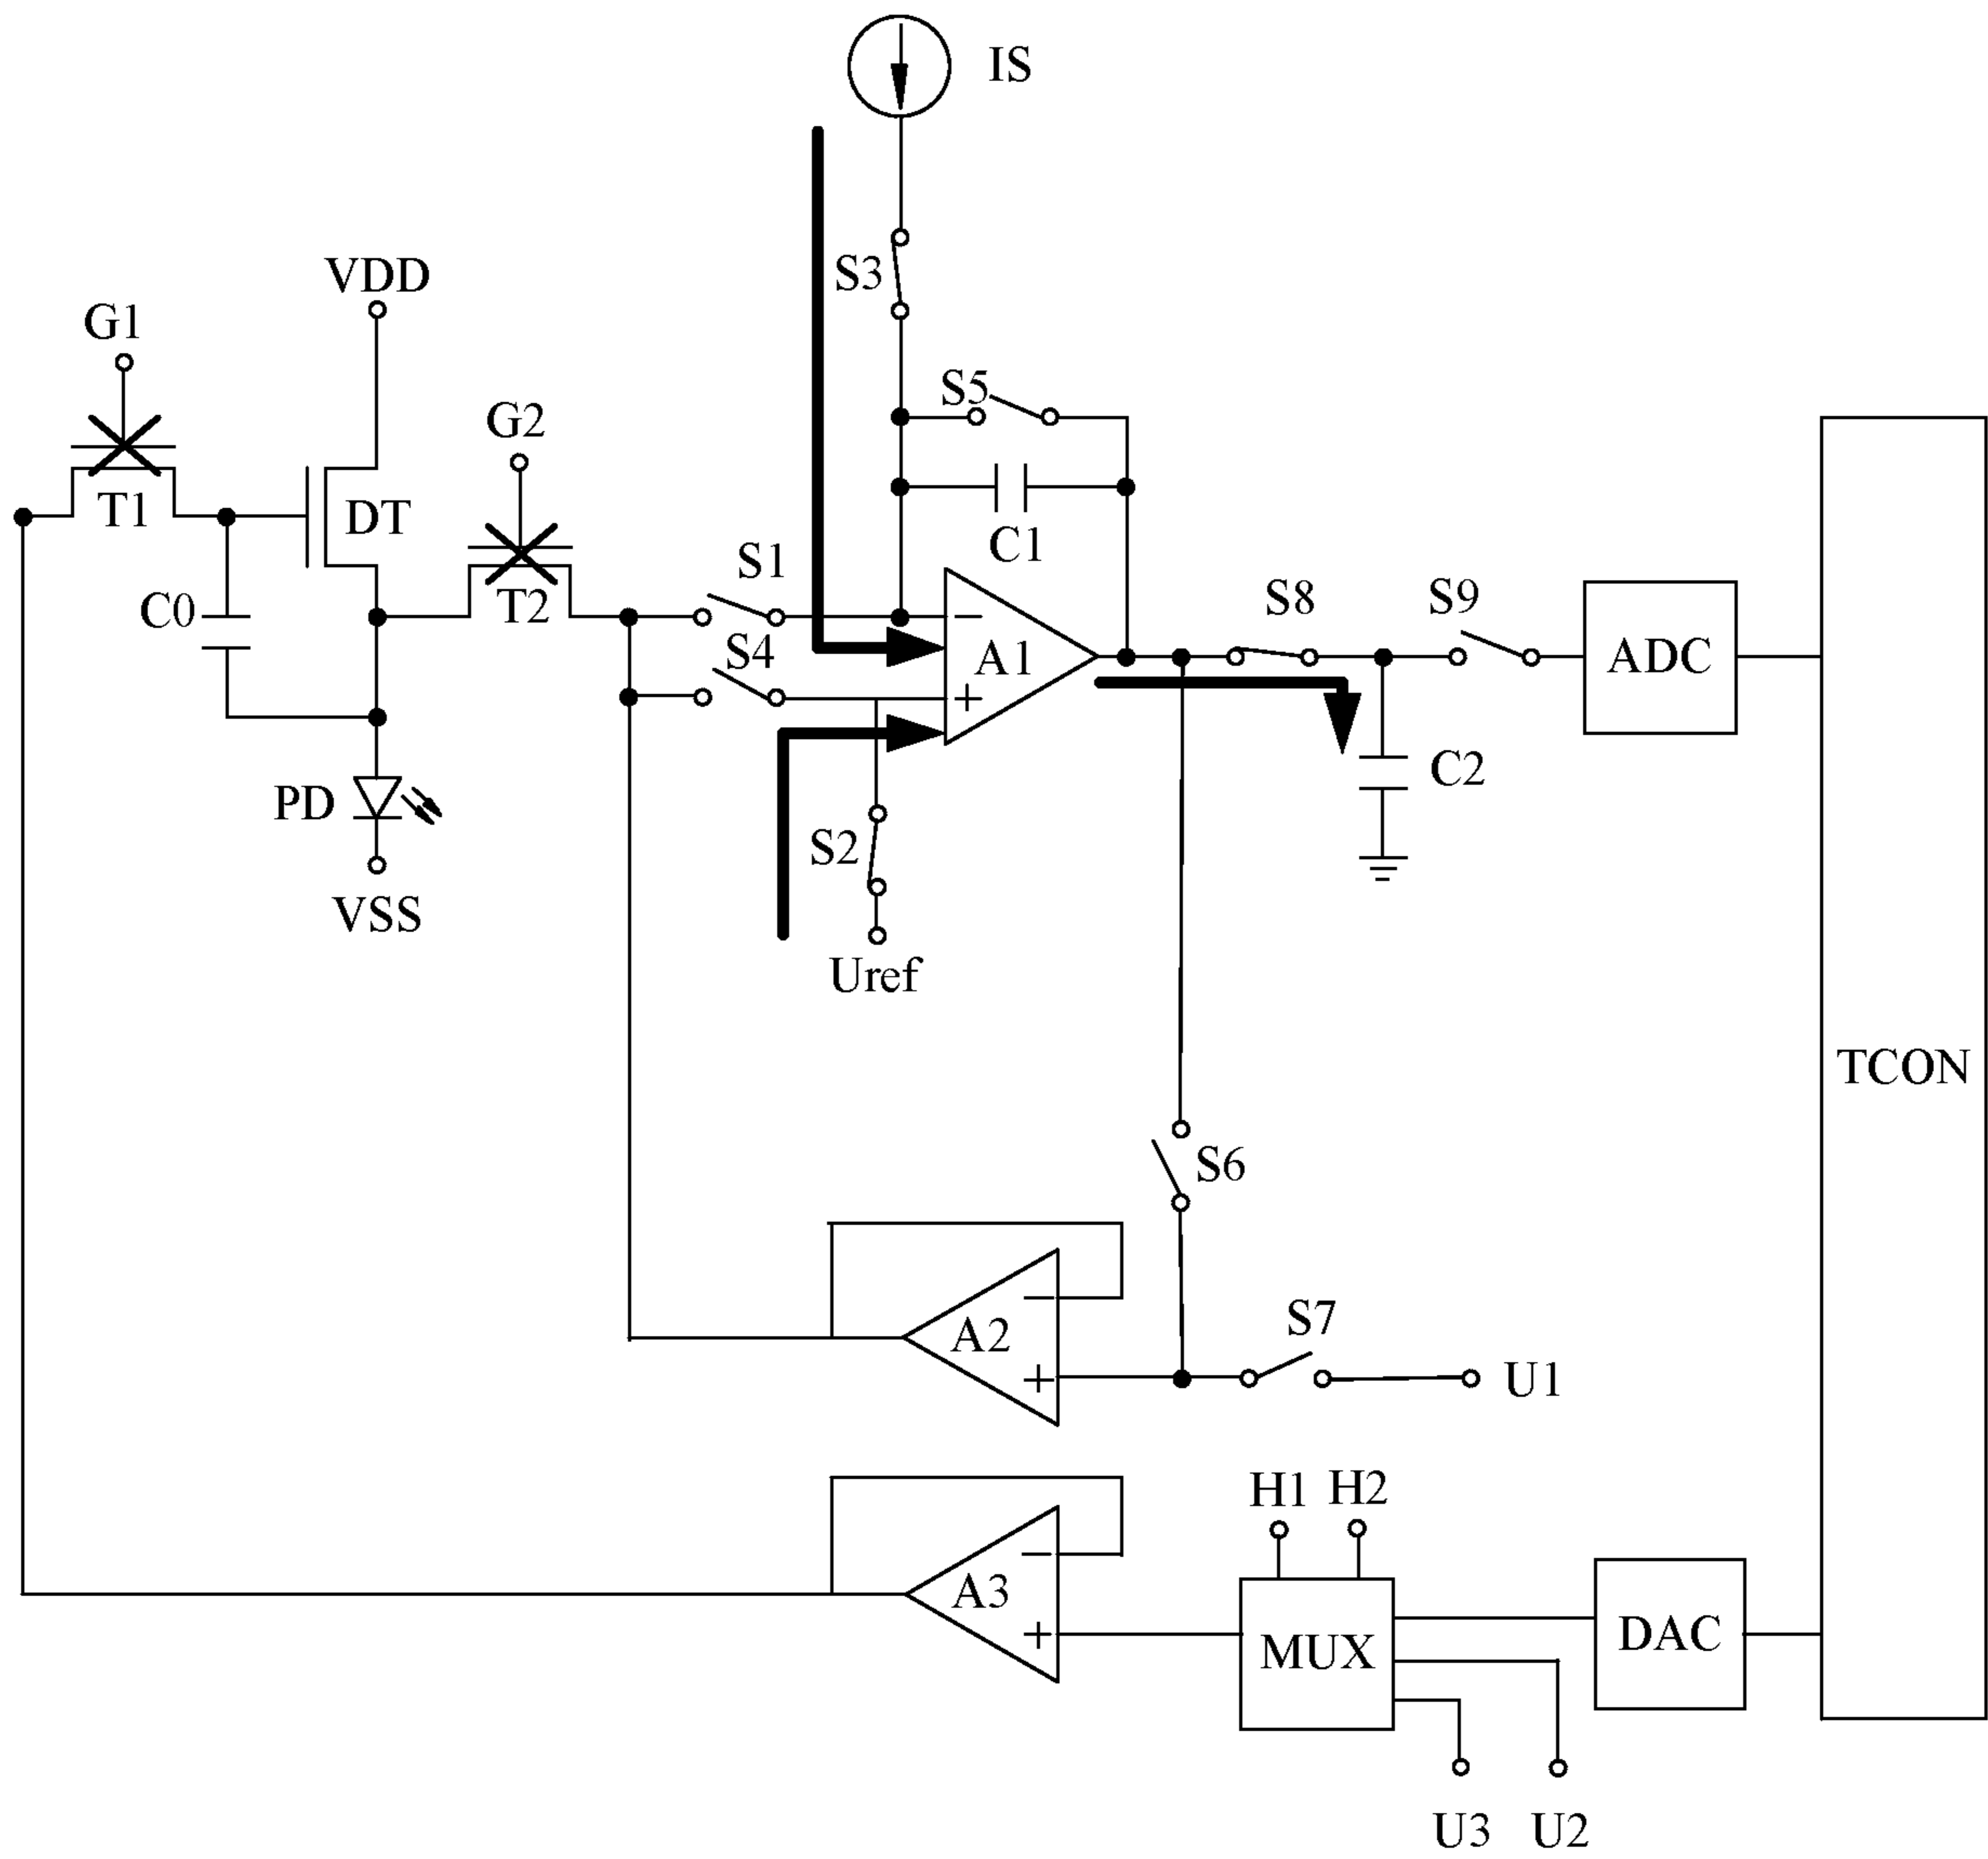 IS
S3
VDD
G1
S5
G2
T1
DT
C1
S1
S8
S9
C0
T2
S4
−
A1
ADC
+
C2
PD
S2
VSS
Uref
TCON
S6
−
S7
A2
+
U1
H1
H2
−
A3
+
MUX
DAC
U3
U2